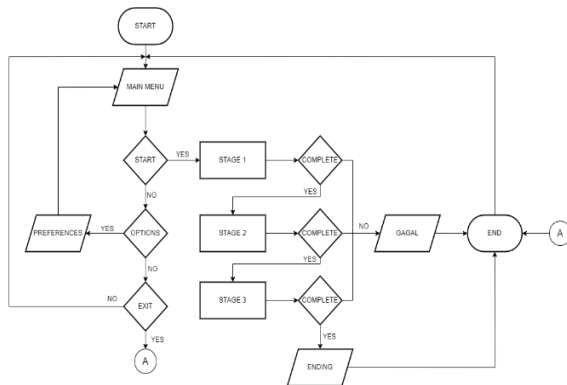 START
MAIN MENU
START
YES
STAGE 1
COMPLETE
NO
YES
PREFERENCES
YES
OPTIONS
STAGE 2
COMPLETE
NO
GAGAL
END
A
NO
YES
NO
EXIT
STAGE 3
COMPLETE
YES
YES
A
ENDING